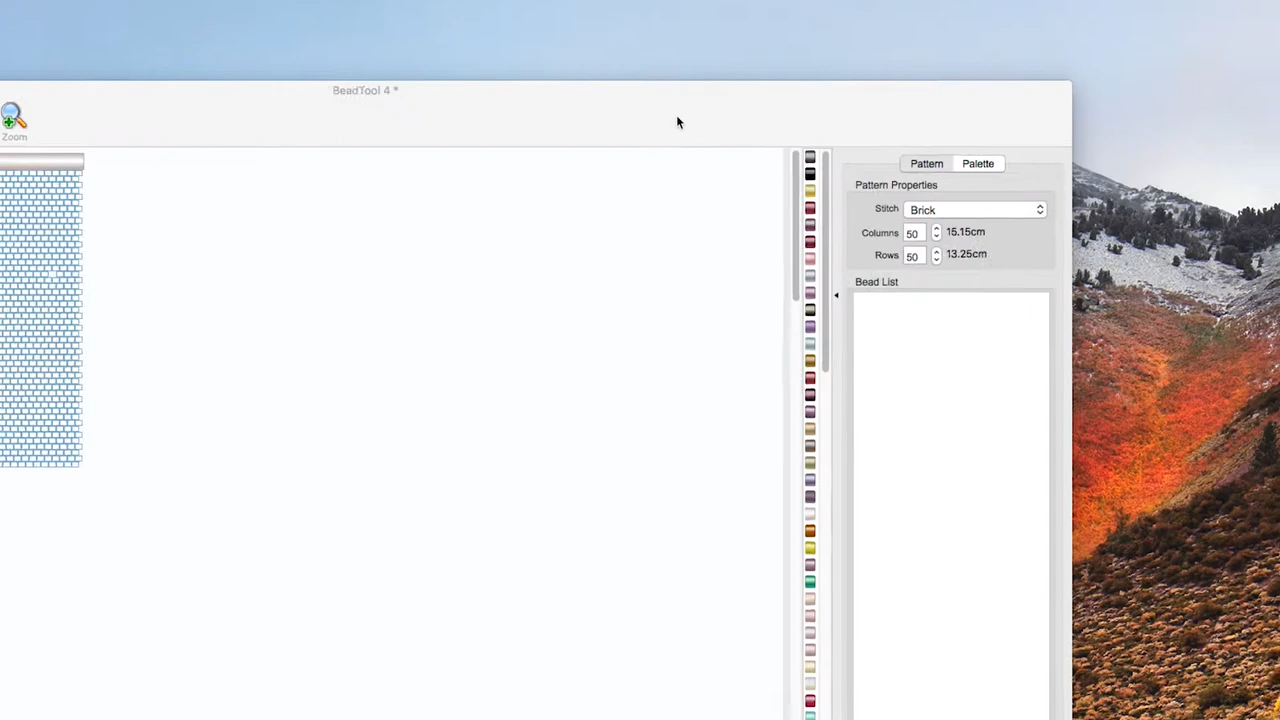 BeadTool 4 *
Zoom
Pattern Palette
Pattern Properties
Stitch Brick
Columns 50 15.15cm
Rows 50 13.25cm
Bead List